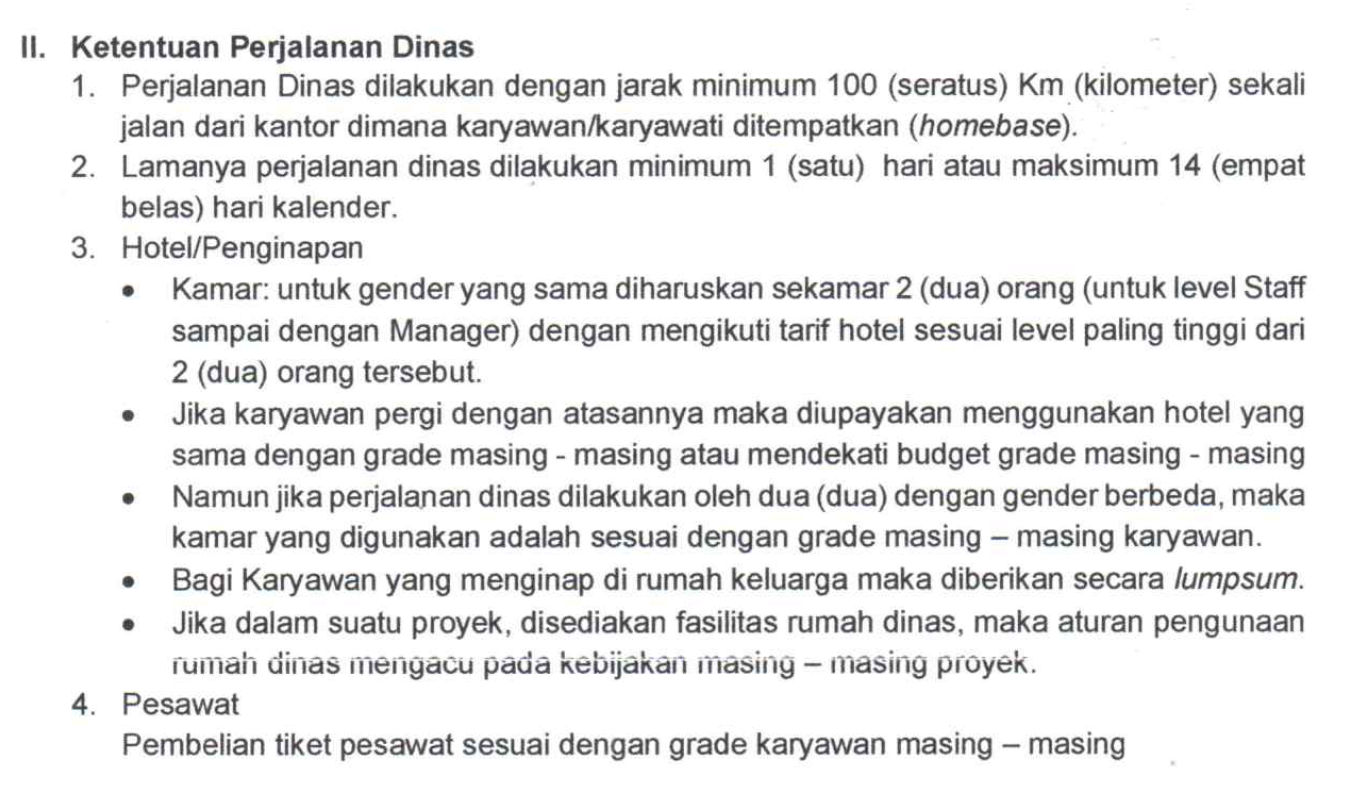 II. Ketentuan Perjalanan Dinas
1. Perjalanan Dinas dilakukan dengan jarak minimum 100 (seratus) Km (kilometer) sekali
jalan dari kantor dimana karyawan/karyawati ditempatkan (homebase).
2. Lamanya perjalanan dinas dilakukan minimum 1 (satu) hari atau maksimum 14 (empat
belas) hari kalender.
3. Hotel/Penginapan
• Kamar: untuk gender yang sama diharuskan sekamar 2 (dua) orang (untuk level Staff
sampai dengan Manager) dengan mengikuti tarif hotel sesuai level paling tinggi dari
2 (dua) orang tersebut.
• Jika karyawan pergi dengan atasannya maka diupayakan menggunakan hotel yang
sama dengan grade masing - masing atau mendekati budget grade masing - masing
• Namun jika perjalanan dinas dilakukan oleh dua (dua) dengan gender berbeda, maka
kamar yang digunakan adalah sesuai dengan grade masing – masing karyawan.
• Bagi Karyawan yang menginap di rumah keluarga maka diberikan secara lumpsum.
• Jika dalam suatu proyek, disediakan fasilitas rumah dinas, maka aturan pengunaan
rumah dinas mengacu pada kebijakan masing – masing proyek.
4. Pesawat
Pembelian tiket pesawat sesuai dengan grade karyawan masing – masing